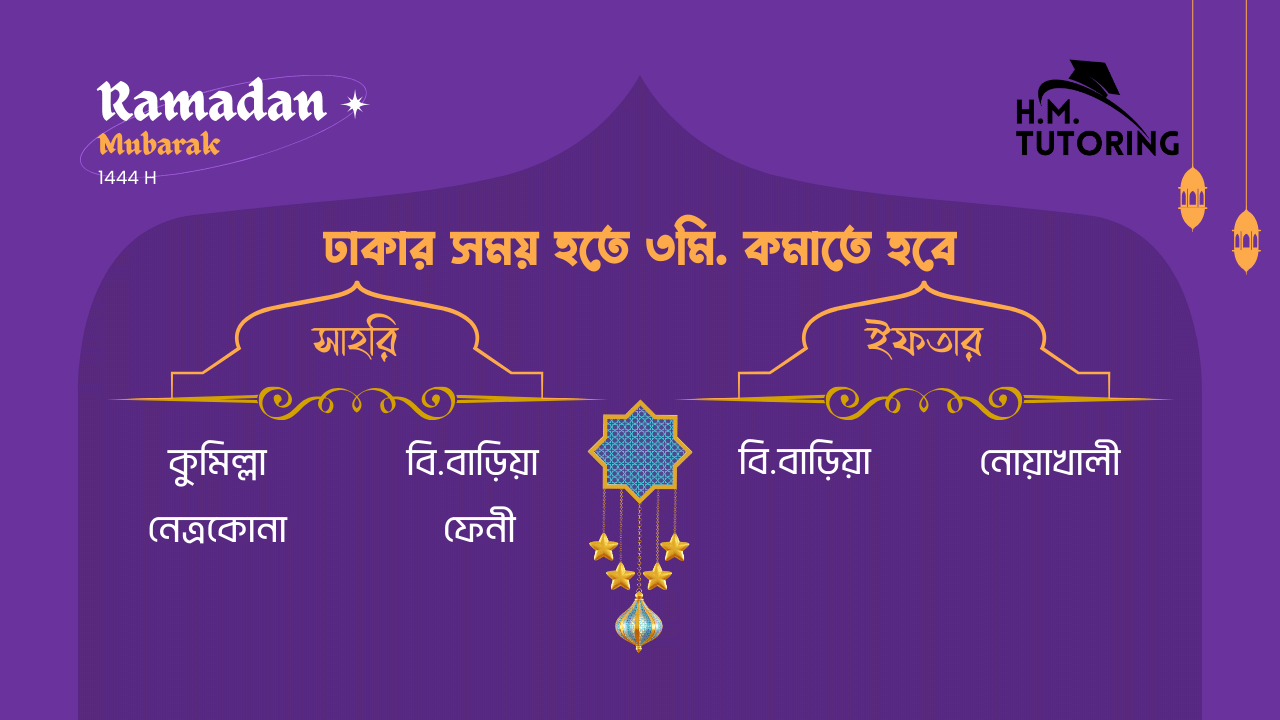 Ramadan
Mubarak
1444 H
H.M.
TUTORING
ঢাকার সময় হতে ৩মি. কমাতে হবে
সাহরি
কুমিল্লা বি.বাড়িয়া
নেত্রকোনা ফেনী
ইফতার
বি.বাড়িয়া নোয়াখালী